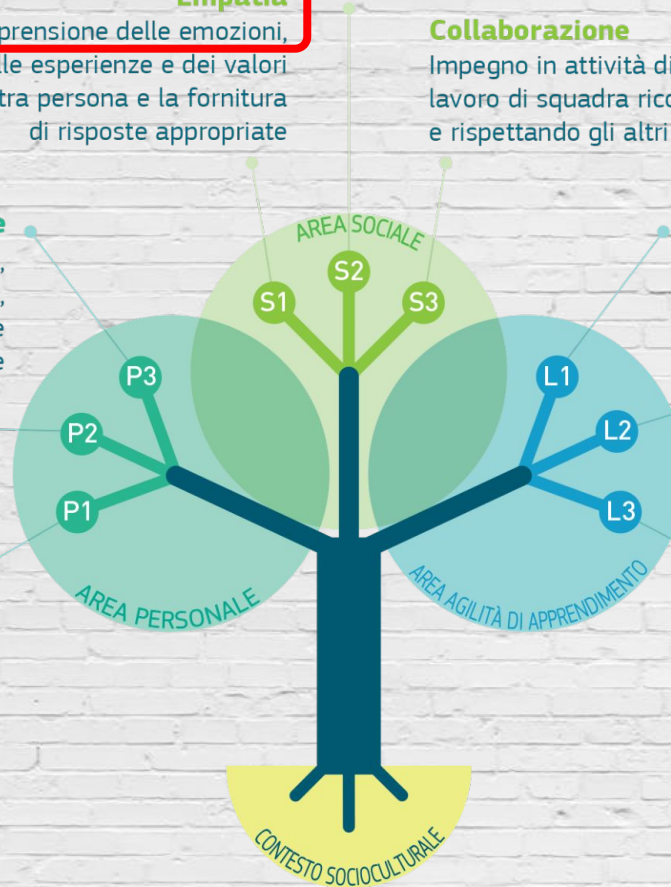 Empatia
prensione delle emozioni,
lle esperienze e dei valori
tra persona e la fornitura
di risposte appropriate
Collaborazione
Impegno in attività di
lavoro di squadra rico
e rispettando gli altri
e
,
,
e
e
AREA SOCIALE
S1
S2
S3
P3
P2
P1
AREA PERSONALE
L1
L2
L3
AREA AGILITÀ DI APPRENDIMENTO
CONTESTO SOCIOCULTURALE